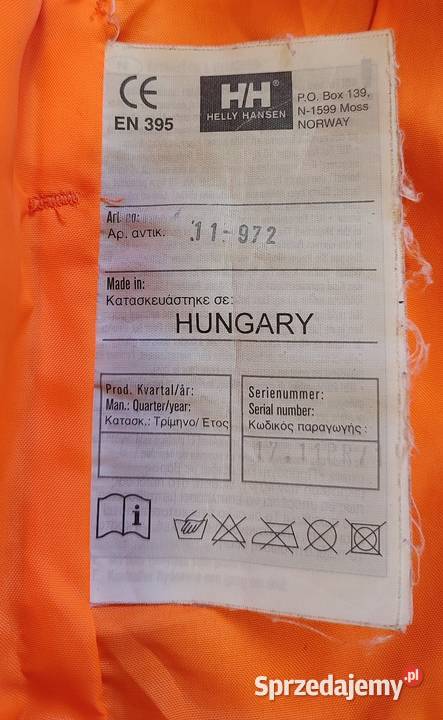 CE
EN 395
HH®
HELLY HANSEN
P.O. Box 139,
N-1599 Moss
NORWAY
Art. no:
Αρ. αντικ. 11-972
Made in:
Κατασκευάστηκε σε:
HUNGARY
Prod. Kvartal/år:
Man.: Quarter/year:
Κατασκ.: Τρίμηνο/ Ετος
Serienummer:
Serial number:
Κωδικός παραγωγής :
i
Sprzedajemy.pl